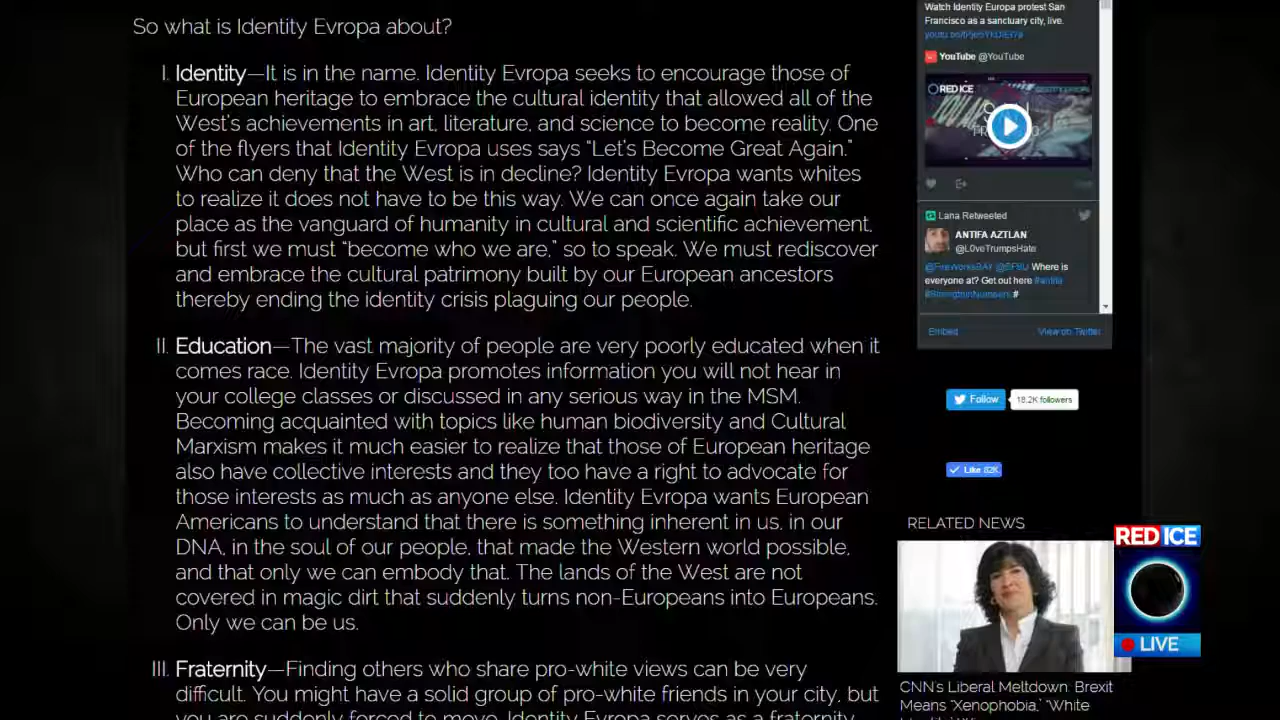 So what is Identity Evropa about?
I. Identity—It is in the name. Identity Evropa seeks to encourage those of
European heritage to embrace the cultural identity that allowed all of the
West's achievements in art, literature, and science to become reality. One
of the flyers that Identity Evropa uses says “Let's Become Great Again.”
Who can deny that the West is in decline? Identity Evropa wants whites
to realize it does not have to be this way. We can once again take our
place as the vanguard of humanity in cultural and scientific achievement,
but first we must “become who we are,” so to speak. We must rediscover
and embrace the cultural patrimony built by our European ancestors
thereby ending the identity crisis plaguing our people.
II. Education—The vast majority of people are very poorly educated when it
comes race. Identity Evropa promotes information you will not hear in
your college classes or discussed in any serious way in the MSM.
Becoming acquainted with topics like human biodiversity and Cultural
Marxism makes it much easier to realize that those of European heritage
also have collective interests and they too have a right to advocate for
those interests as much as anyone else. Identity Evropa wants European
Americans to understand that there is something inherent in us, in our
DNA, in the soul of our people, that made the Western world possible,
and that only we can embody that. The lands of the West are not
covered in magic dirt that suddenly turns non-Europeans into Europeans.
Only we can be us.
III. Fraternity—Finding others who share pro-white views can be very
difficult. You might have a solid group of pro-white friends in your city, but
you are suddenly forced to move. Identity Evropa serves as a fraternity
Watch Identity Europa protest San
Francisco as a sanctuary city, live.
YouTube @YouTube
RED ICE
Lana Retweeted
ANTIFA AZTLAN
@L0veTrumpsHate
Where is
everyone at? Get out here #antifa
#StrengthInNumbers #
Embed
View on Twitter
Follow
18.2K followers
Like 82K
RELATED NEWS
CNN's Liberal Meltdown: Brexit
Means 'Xenophobia,' 'White
RED ICE
LIVE